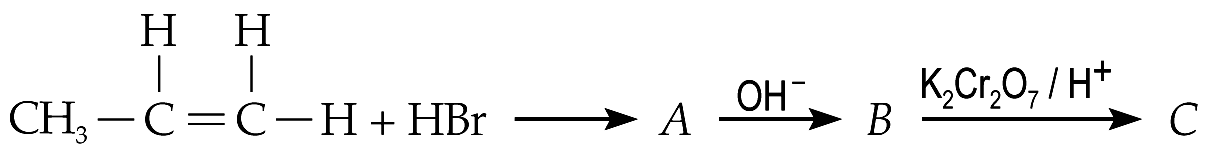 H H
CH₃—C=C—H + HBr ⟶ A —OH⁻→ B —K₂Cr₂O₇ / H⁺→ C